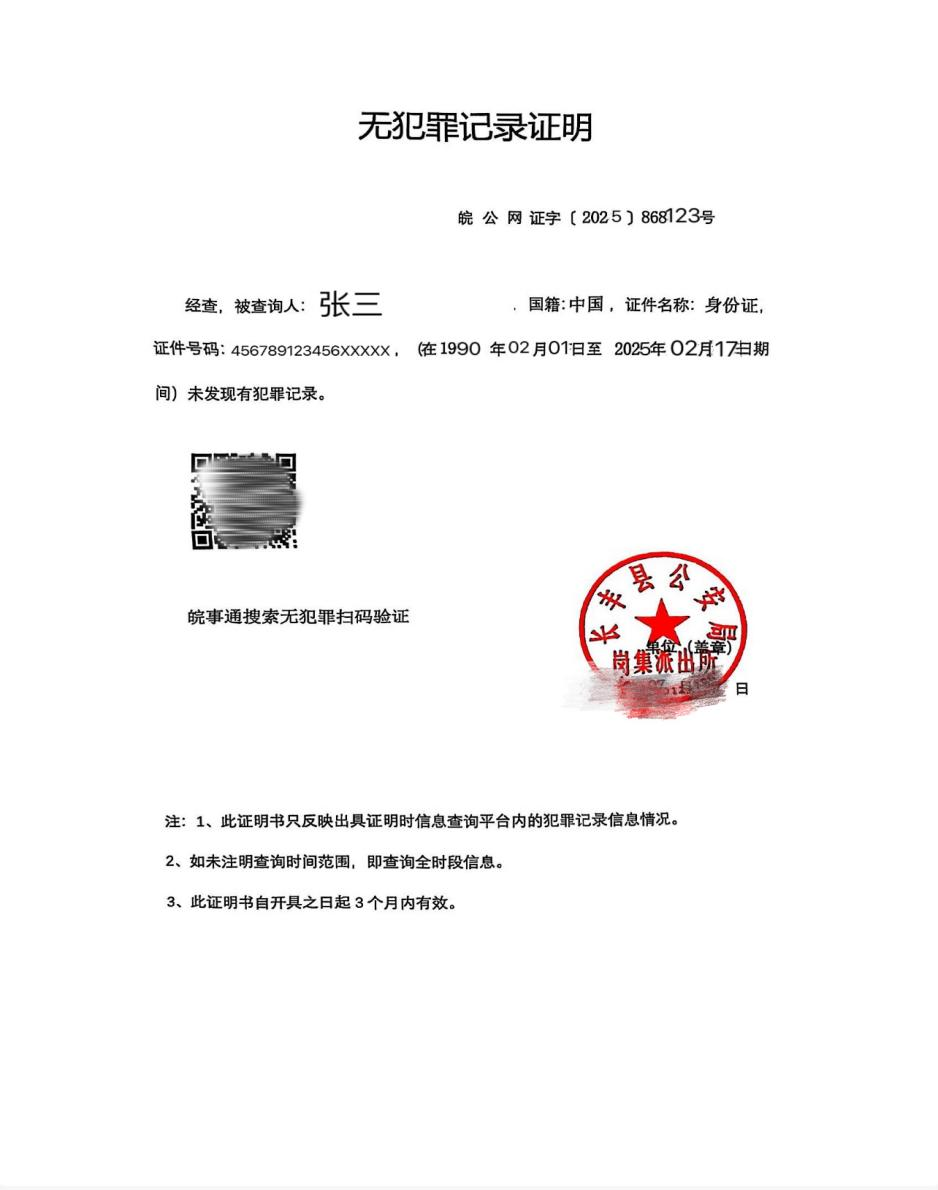 无犯罪记录证明
皖 公 网 证字〔2025〕868123号
经查，被查询人：张三 . 国籍：中国，证件名称：身份证，
证件号码：456789123456XXXXX，（在1990 年02月01日至 2025年02月17日期
间）未发现有犯罪记录。
皖事通搜索无犯罪扫码验证
长丰县公安局
单位（盖章）
岗集派出所
日
注：1、此证明书只反映出具证明时信息查询平台内的犯罪记录信息情况。
2、如未注明查询时间范围，即查询全时段信息。
3、此证明书自开具之日起3个月内有效。